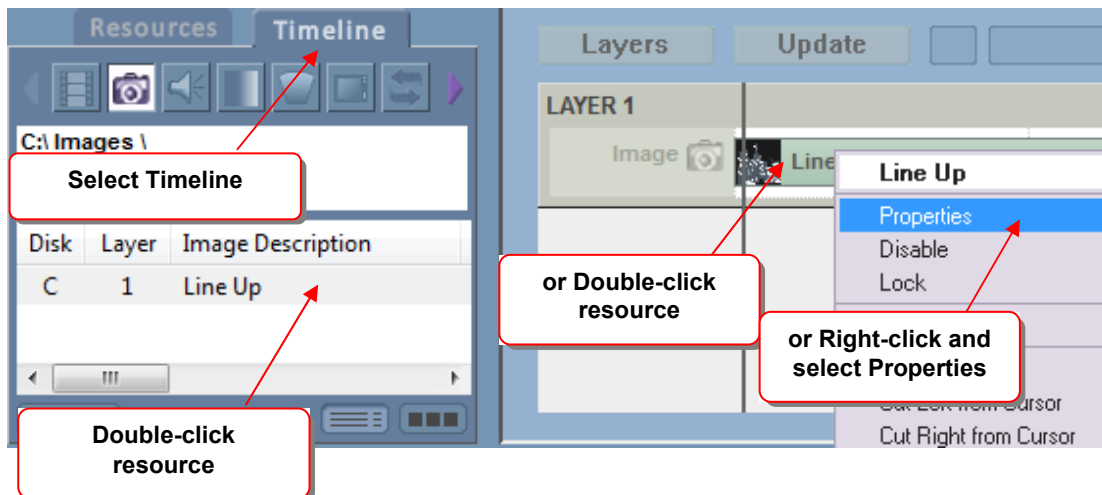 Resources Timeline
C:\ Images \
Select Timeline
Disk Layer Image Description
C 1 Line Up
Double-click
resource
Layers Update
LAYER 1
Image Line
Line Up
Properties
Disable
Lock
or Double-click
resource
or Right-click and
select Properties
Cut Left from Cursor
Cut Right from Cursor